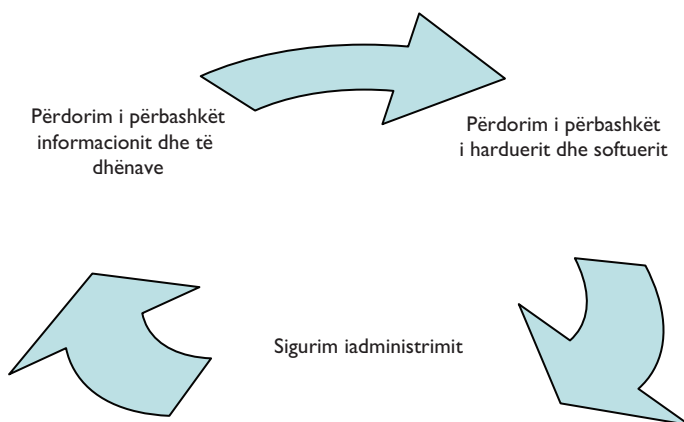 Përdorim i përbashkët
informacionit dhe të
dhënave
Përdorim i përbashkët
i harduerit dhe softuerit
Sigurim iadministrimit